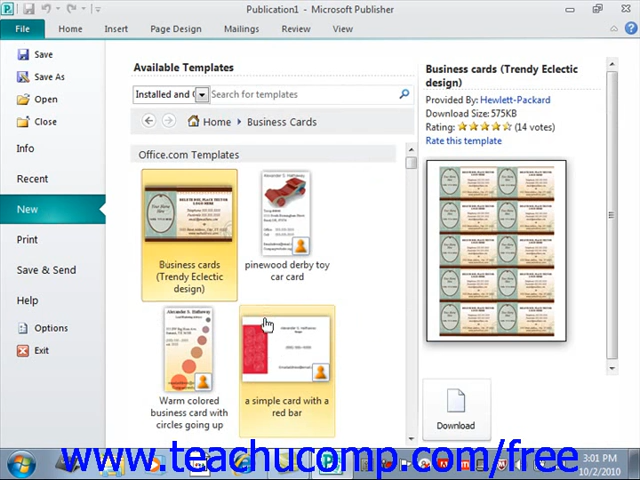 Publication1 - Microsoft Publisher
File Home Insert Page Design Mailings Review View
Save
Save As
Open
Close
Info
Recent
New
Print
Save & Send
Help
Options
Exit
Available Templates
Installed and
Search for templates
Home Business Cards
Office.com Templates
Business cards
(Trendy Eclectic
design)
pinewood derby toy
car card
Warm colored
business card with
circles going up
a simple card with a
red bar
Business cards (Trendy Eclectic
design)
Provided By: Hewlett-Packard
Download Size: 575KB
Rating: (14 votes)
Rate this template
Download
www.teachucomp.com/free
3:01 PM
10/2/2010